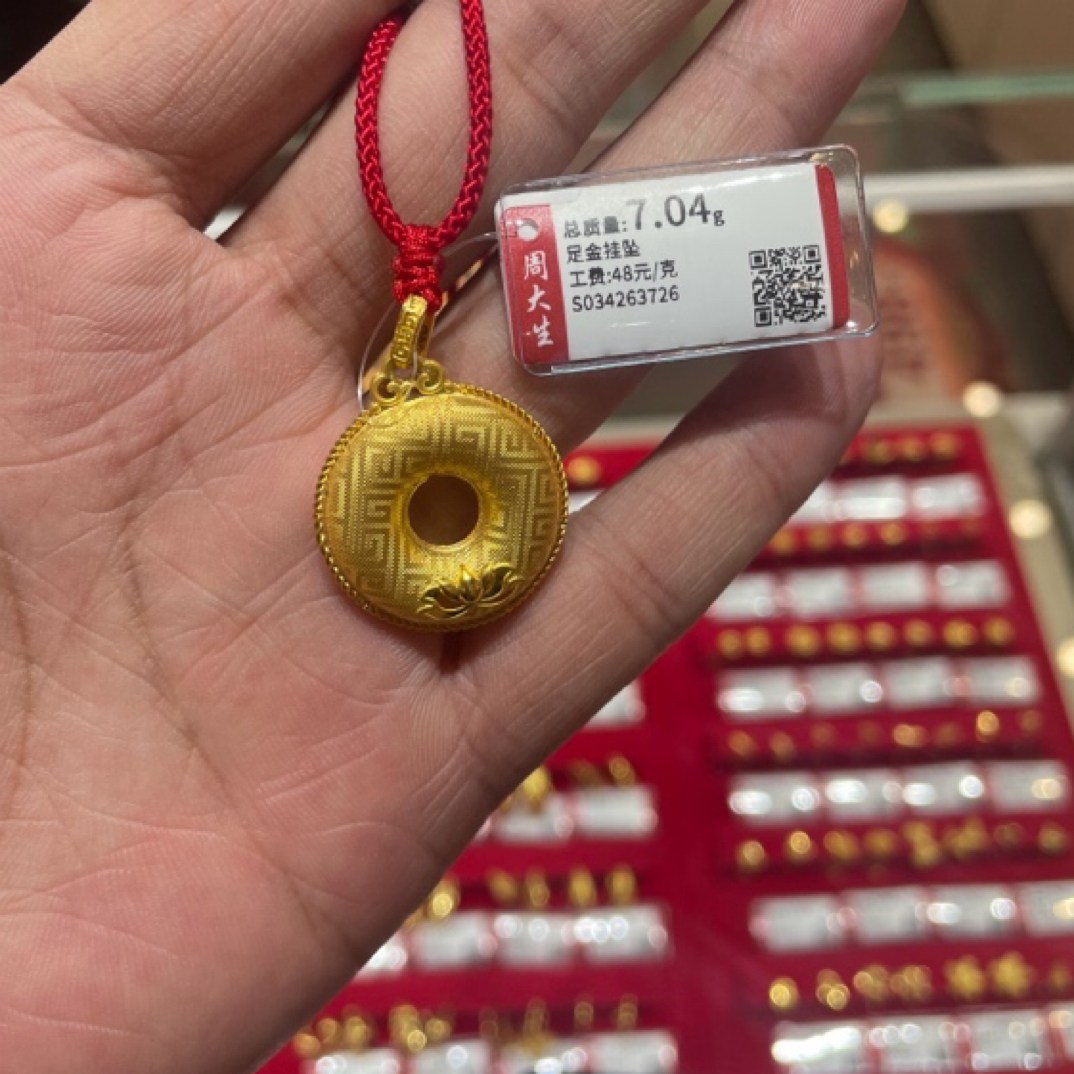 总质量:7.04g
足金挂坠
工费:48元/克
S034263726
周大生